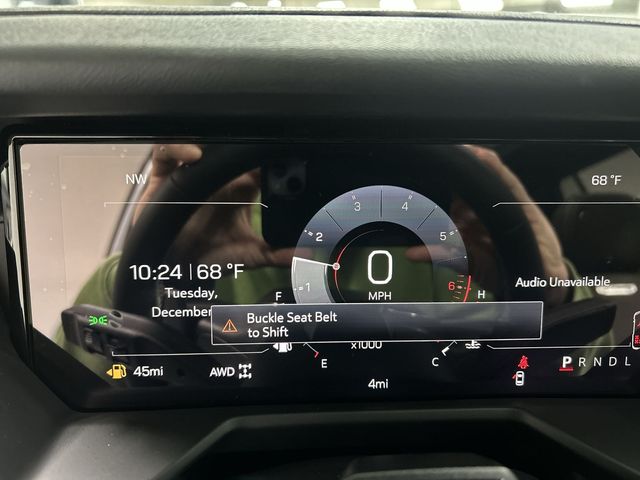 NW
68 °F
1
2
3
4
5
6
0
MPH
10:24 | 68 °F
Tuesday,
December
Audio Unavailable
F
H
Buckle Seat Belt
to Shift
x1000
E
C
45mi
AWD
4mi
P R N D L